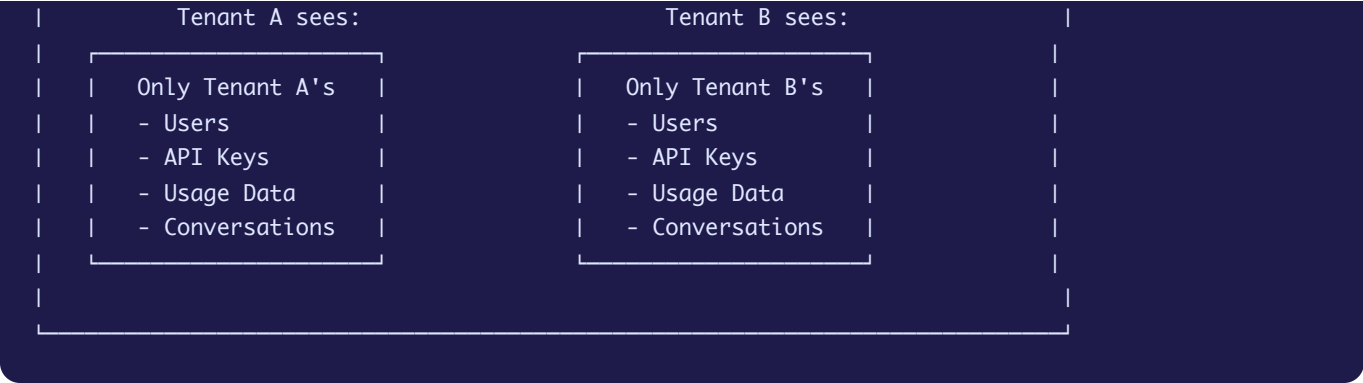 Tenant A sees: Tenant B sees:
Only Tenant A's Only Tenant B's
- Users - Users
- API Keys - API Keys
- Usage Data - Usage Data
- Conversations - Conversations